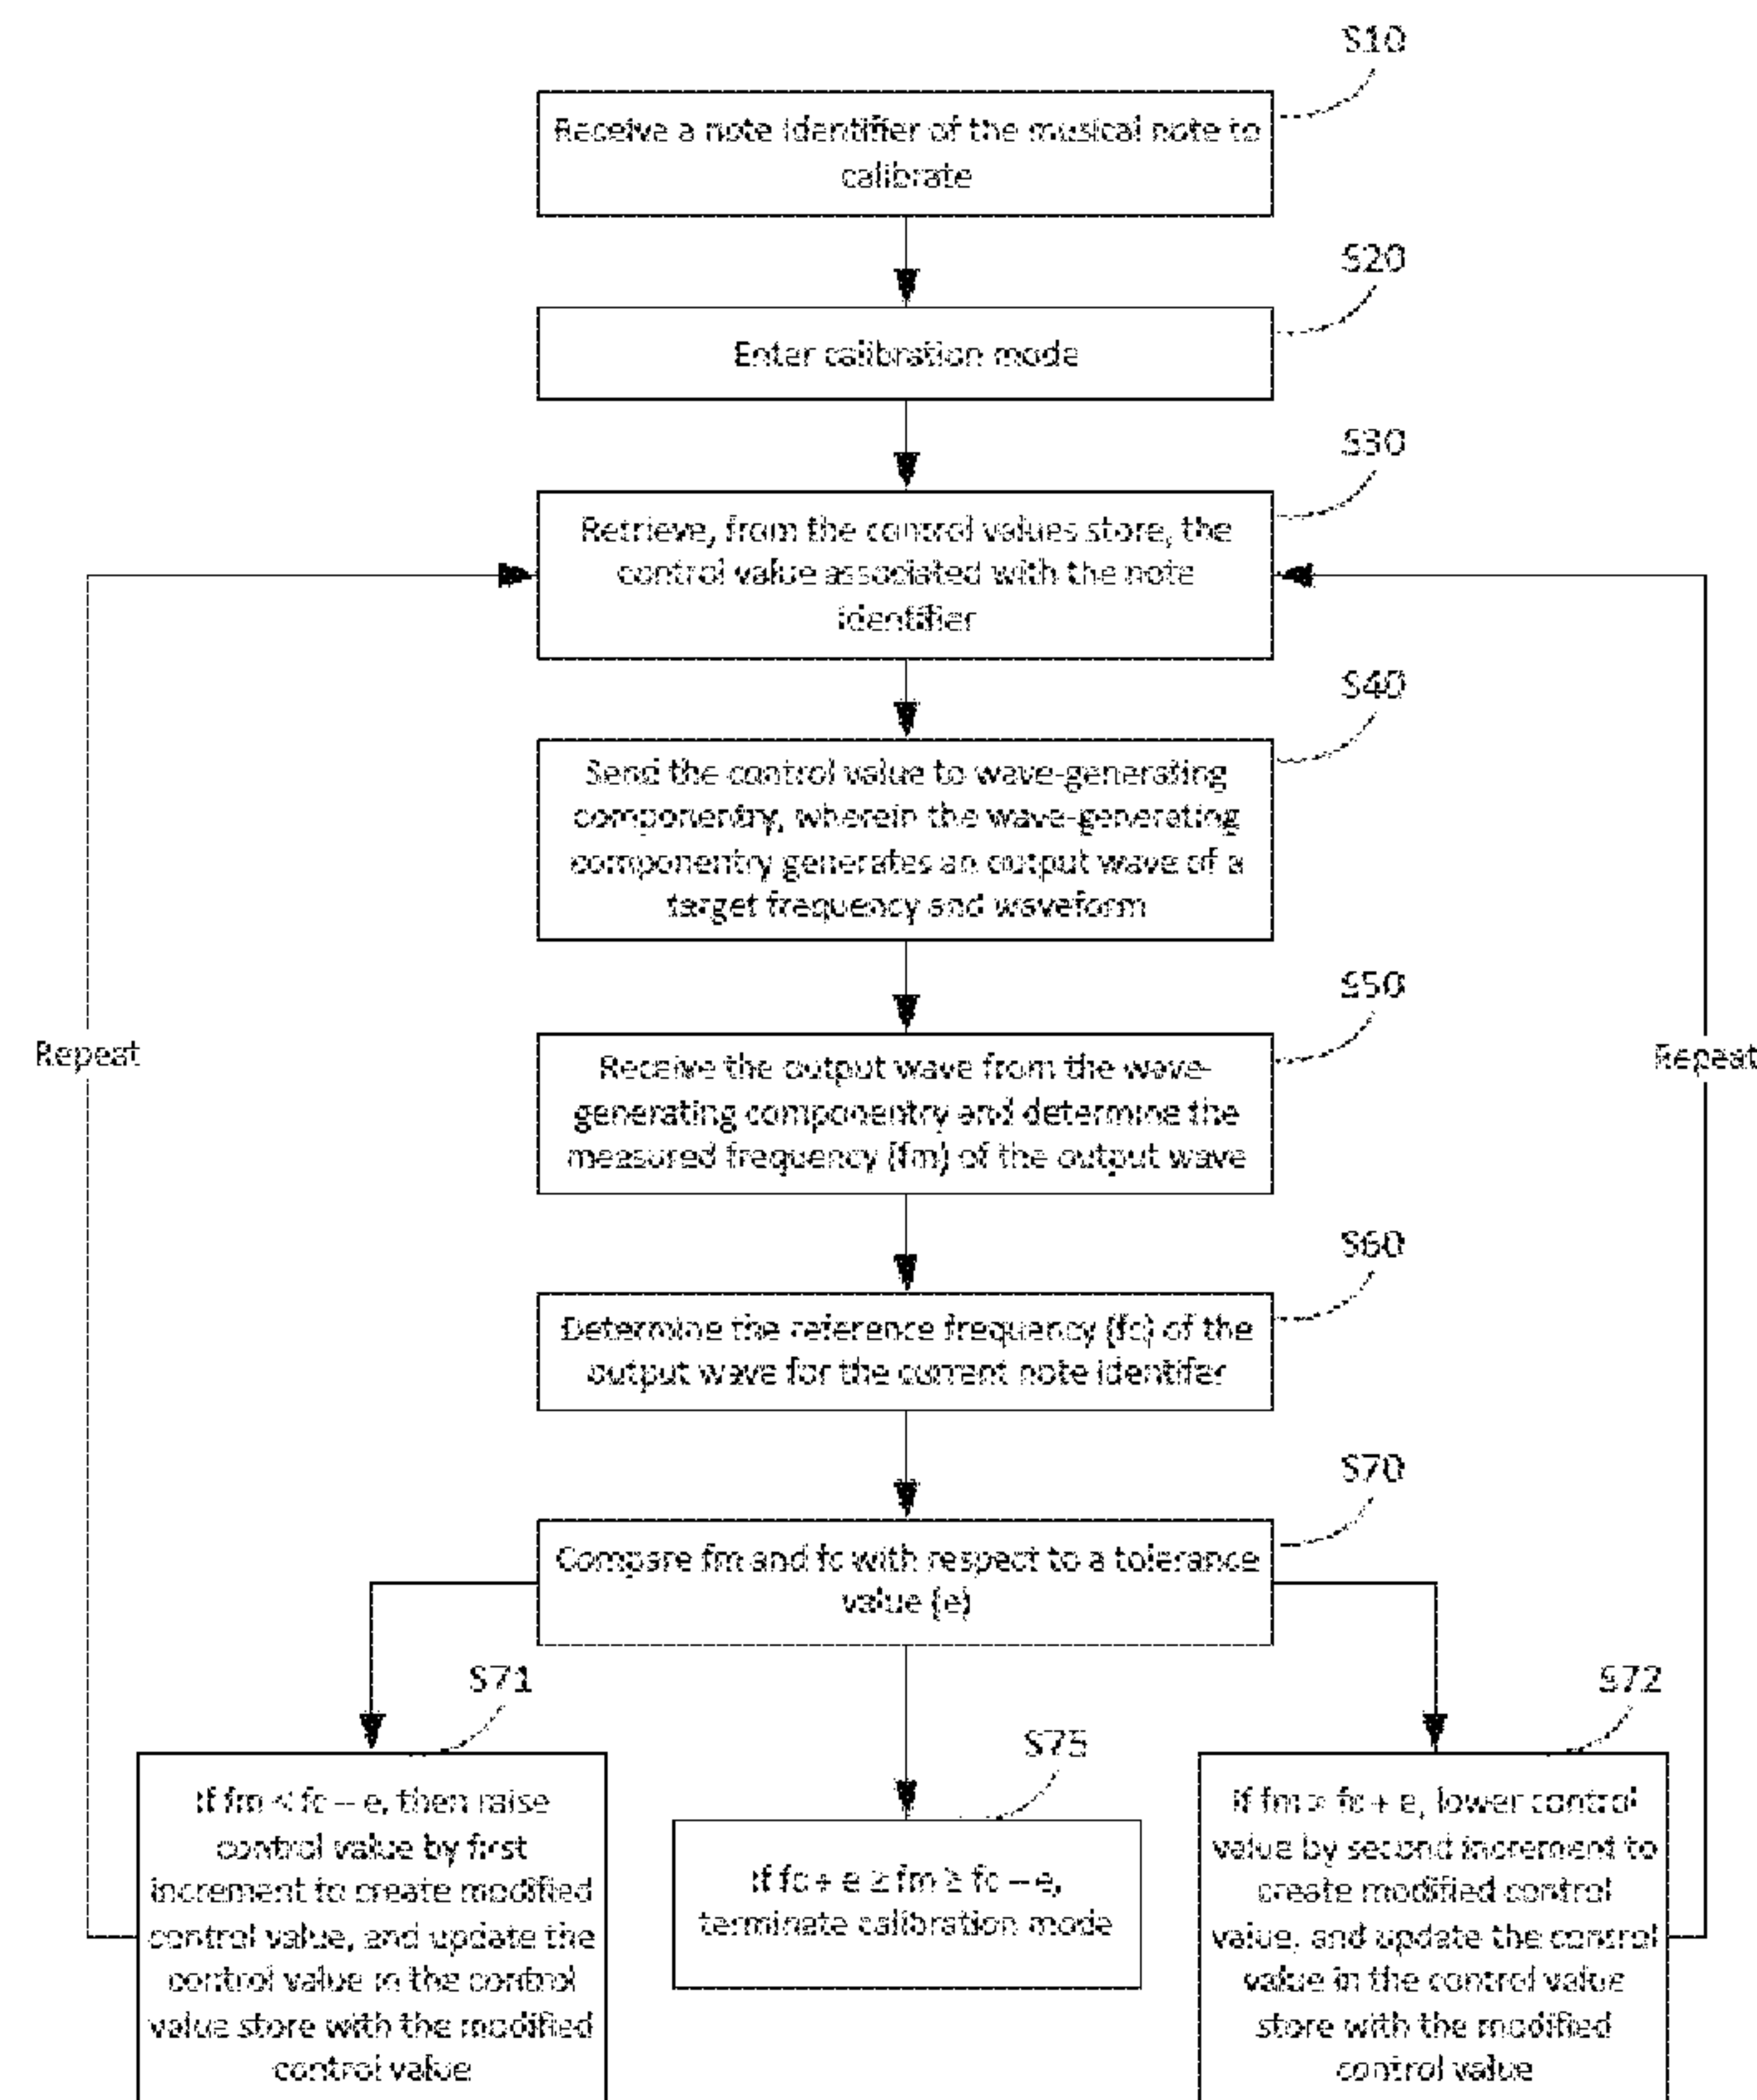 S10
Receive a note identifier of the musical note to
calibrate
S20
Enter calibration mode
S30
Retrieve, from the control values store, the
control value associated with the note
identifier
S40
Send the control value to wave-generating
componentry, wherein the wave-generating
componentry generates an output wave of a
target frequency and waveform
S50
Receive the output wave from the wave-
generating componentry and determine the
measured frequency (fm) of the output wave
Repeat
Repeat
S60
Determine the reference frequency (fc) of the
output wave for the current note identifer
S70
Compare fm and fc with respect to a tolerance
value (e)
S71
If fm < fc – e, then raise
control value by first
increment to create modified
control value, and update the
control value in the control
value store with the modified
control value
S75
If fc + e ≥ fm ≥ fc – e,
terminate calibration mode
S72
If fm > fc + e, lower control
value by second increment to
create modified control
value, and update the control
value in the control value
store with the modified
control value